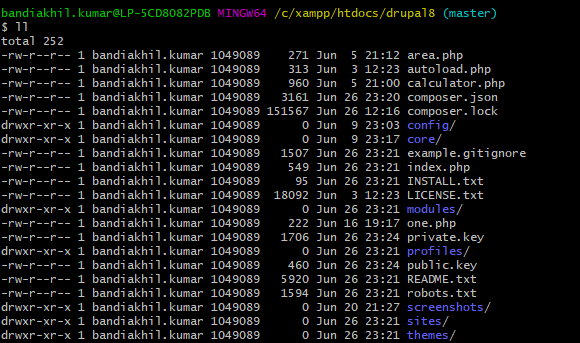 bandiakhil.kumar@LP-5CD8082PDB MINGW64 /c/xampp/htdocs/drupal8 (master)
$ ll
total 252
-rw-r--r-- 1 bandiakhil.kumar 1049089    271 Jun  5 21:12 area.php
-rw-r--r-- 1 bandiakhil.kumar 1049089    313 Jun  3 12:23 autoload.php
-rw-r--r-- 1 bandiakhil.kumar 1049089    960 Jun  5 21:00 calculator.php
-rw-r--r-- 1 bandiakhil.kumar 1049089   3161 Jun 26 23:20 composer.json
-rw-r--r-- 1 bandiakhil.kumar 1049089 151567 Jun 26 12:16 composer.lock
drwxr-xr-x 1 bandiakhil.kumar 1049089      0 Jun  9 23:03 config/
drwxr-xr-x 1 bandiakhil.kumar 1049089      0 Jun  9 23:17 core/
-rw-r--r-- 1 bandiakhil.kumar 1049089   1507 Jun 26 23:21 example.gitignore
-rw-r--r-- 1 bandiakhil.kumar 1049089    549 Jun 26 23:21 index.php
-rw-r--r-- 1 bandiakhil.kumar 1049089     95 Jun 26 23:21 INSTALL.txt
-rw-r--r-- 1 bandiakhil.kumar 1049089  18092 Jun  3 12:23 LICENSE.txt
drwxr-xr-x 1 bandiakhil.kumar 1049089      0 Jun 26 23:21 modules/
-rw-r--r-- 1 bandiakhil.kumar 1049089    222 Jun 16 19:17 one.php
-rw-r--r-- 1 bandiakhil.kumar 1049089   1706 Jun 26 23:24 private.key
drwxr-xr-x 1 bandiakhil.kumar 1049089      0 Jun 26 23:21 profiles/
-rw-r--r-- 1 bandiakhil.kumar 1049089    460 Jun 26 23:24 public.key
-rw-r--r-- 1 bandiakhil.kumar 1049089   5920 Jun 26 23:21 README.txt
-rw-r--r-- 1 bandiakhil.kumar 1049089   1594 Jun 26 23:21 robots.txt
drwxr-xr-x 1 bandiakhil.kumar 1049089      0 Jun 20 21:27 screenshots/
drwxr-xr-x 1 bandiakhil.kumar 1049089      0 Jun 26 23:21 sites/
drwxr-xr-x 1 bandiakhil.kumar 1049089      0 Jun 26 23:21 themes/